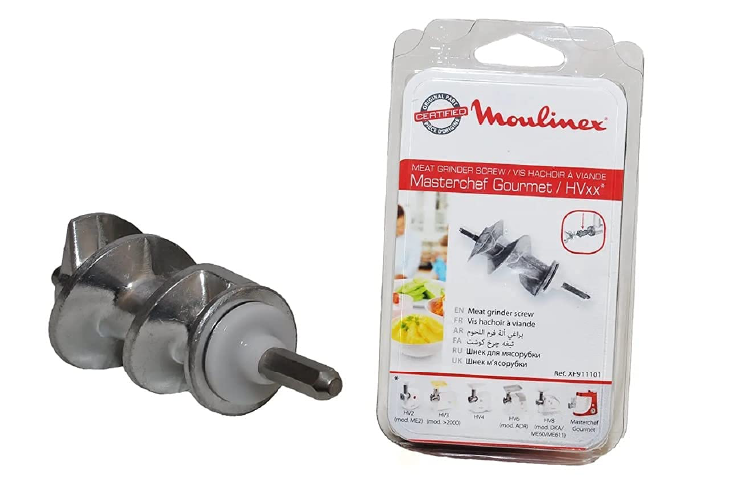 ORIGINAL PART
CERTIFIED
PIECE D'ORIGINE
Moulinex
MEAT GRINDER SCREW / VIS HACHOIR À VIANDE
Masterchef Gourmet / HVxx*
EN Meat grinder screw
FR Vis hachoir à viande
AR براغي آلة فرم اللحوم
FA تیغه چرخ گوشت
RU Шнек для мясорубки
UK Шнек м'ясорубки
Ref. XF911101
*
HV2 (mod. ME2)
HV3 (mod. >2000)
HV4
HV6 (mod. ADR)
HV8 (mod. DKA/ME60/ME611)
Masterchef Gourmet